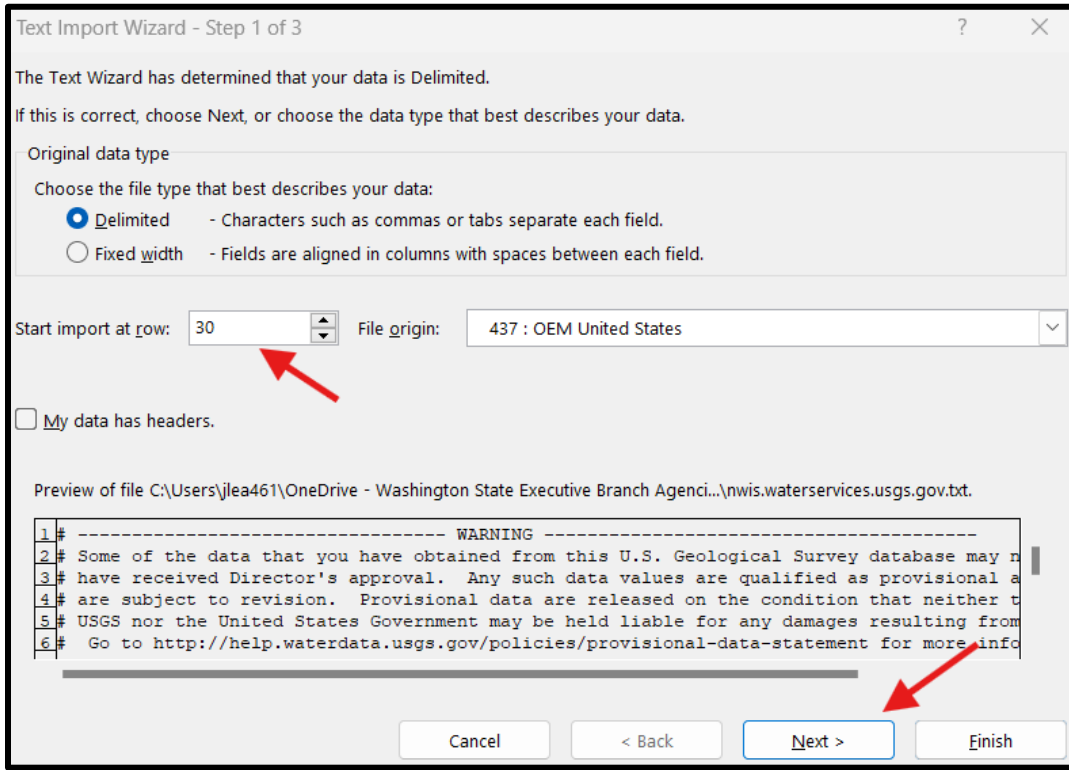 Text Import Wizard - Step 1 of 3 ?
The Text Wizard has determined that your data is Delimited.
If this is correct, choose Next, or choose the data type that best describes your data.
Original data type
Choose the file type that best describes your data:
Delimited - Characters such as commas or tabs separate each field.
Fixed width - Fields are aligned in columns with spaces between each field.
Start import at row: 30 File origin: 437 : OEM United States
My data has headers.
Preview of file C:\Users\jlea461\OneDrive - Washington State Executive Branch Agenci...\nwis.waterservices.usgs.gov.txt.
1 # ---------------------------------- WARNING ----------------------------------------
2 # Some of the data that you have obtained from this U.S. Geological Survey database may n
3 # have received Director's approval.  Any such data values are qualified as provisional a
4 # are subject to revision.  Provisional data are released on the condition that neither t
5 # USGS nor the United States Government may be held liable for any damages resulting from
6 #  Go to http://help.waterdata.usgs.gov/policies/provisional-data-statement for more info
Cancel < Back Next > Finish